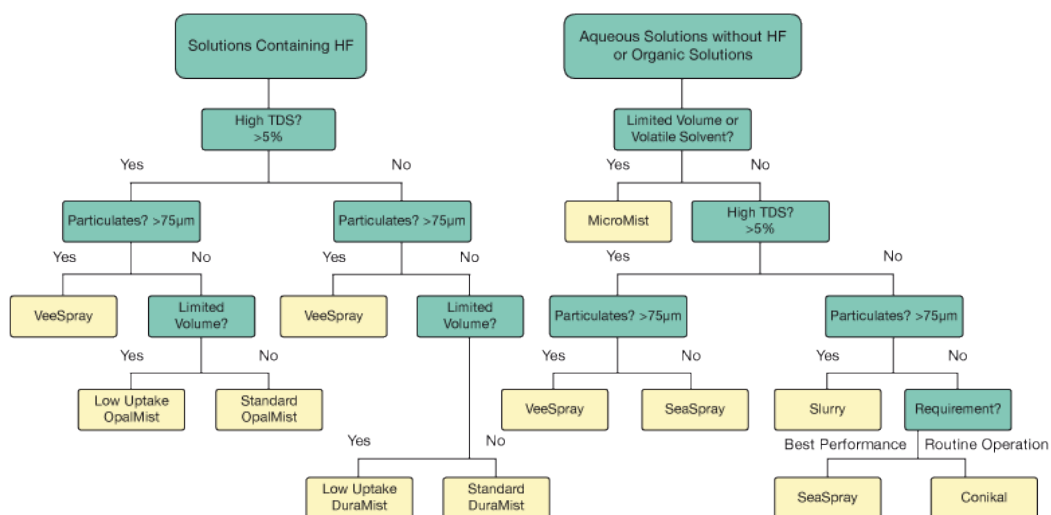 Solutions Containing HF
Aqueous Solutions without HF
or Organic Solutions
High TDS?
>5%
Limited Volume or
Volatile Solvent?
Yes
No
Yes
No
Particulates? >75µm
Particulates? >75µm
MicroMist
High TDS?
>5%
Yes
No
Yes
No
Yes
No
VeeSpray
Limited
Volume?
VeeSpray
Limited
Volume?
Particulates? >75µm
Particulates? >75µm
Yes
No
Yes
No
Yes
No
Low Uptake
OpalMist
Standard
OpalMist
VeeSpray
SeaSpray
Slurry
Requirement?
Yes
No
Best Performance
Routine Operation
Low Uptake
DuraMist
Standard
DuraMist
SeaSpray
Conikal